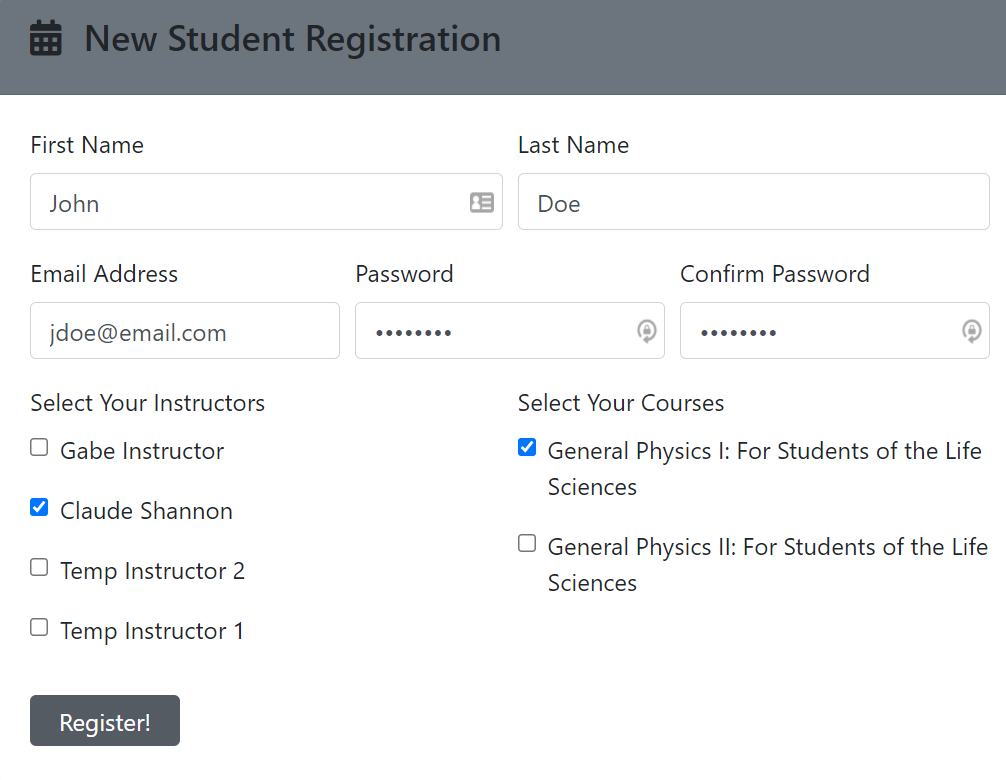 New Student Registration
First Name
Last Name
John
Doe
Email Address
Password
Confirm Password
jdoe@email.com
••••••••
••••••••
Select Your Instructors
Gabe Instructor
Claude Shannon
Temp Instructor 2
Temp Instructor 1
Select Your Courses
General Physics I: For Students of the Life
Sciences
General Physics II: For Students of the Life
Sciences
Register!